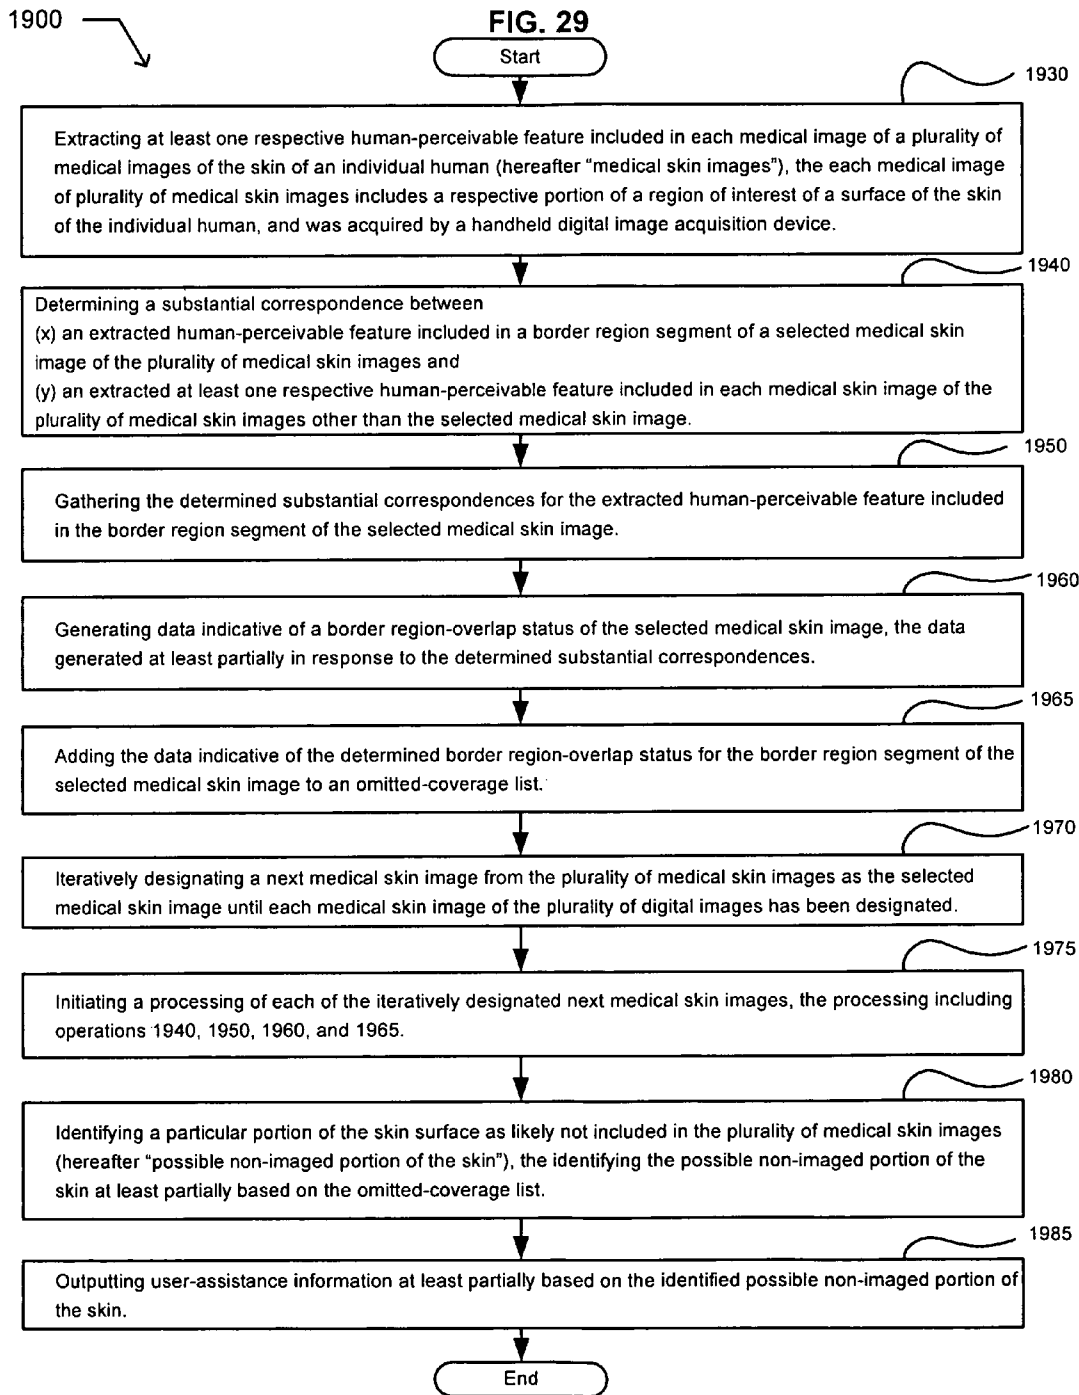 1900
FIG. 29
Start
1930
Extracting at least one respective human-perceivable feature included in each medical image of a plurality of
medical images of the skin of an individual human (hereafter "medical skin images"), the each medical image
of plurality of medical skin images includes a respective portion of a region of interest of a surface of the skin
of the individual human, and was acquired by a handheld digital image acquisition device.
1940
Determining a substantial correspondence between
(x) an extracted human-perceivable feature included in a border region segment of a selected medical skin
image of the plurality of medical skin images and
(y) an extracted at least one respective human-perceivable feature included in each medical skin image of the
plurality of medical skin images other than the selected medical skin image.
1950
Gathering the determined substantial correspondences for the extracted human-perceivable feature included
in the border region segment of the selected medical skin image.
1960
Generating data indicative of a border region-overlap status of the selected medical skin image, the data
generated at least partially in response to the determined substantial correspondences.
1965
Adding the data indicative of the determined border region-overlap status for the border region segment of the
selected medical skin image to an omitted-coverage list.
1970
Iteratively designating a next medical skin image from the plurality of medical skin images as the selected
medical skin image until each medical skin image of the plurality of digital images has been designated.
1975
Initiating a processing of each of the iteratively designated next medical skin images, the processing including
operations 1940, 1950, 1960, and 1965.
1980
Identifying a particular portion of the skin surface as likely not included in the plurality of medical skin images
(hereafter "possible non-imaged portion of the skin"), the identifying the possible non-imaged portion of the
skin at least partially based on the omitted-coverage list.
1985
Outputting user-assistance information at least partially based on the identified possible non-imaged portion of
the skin.
End